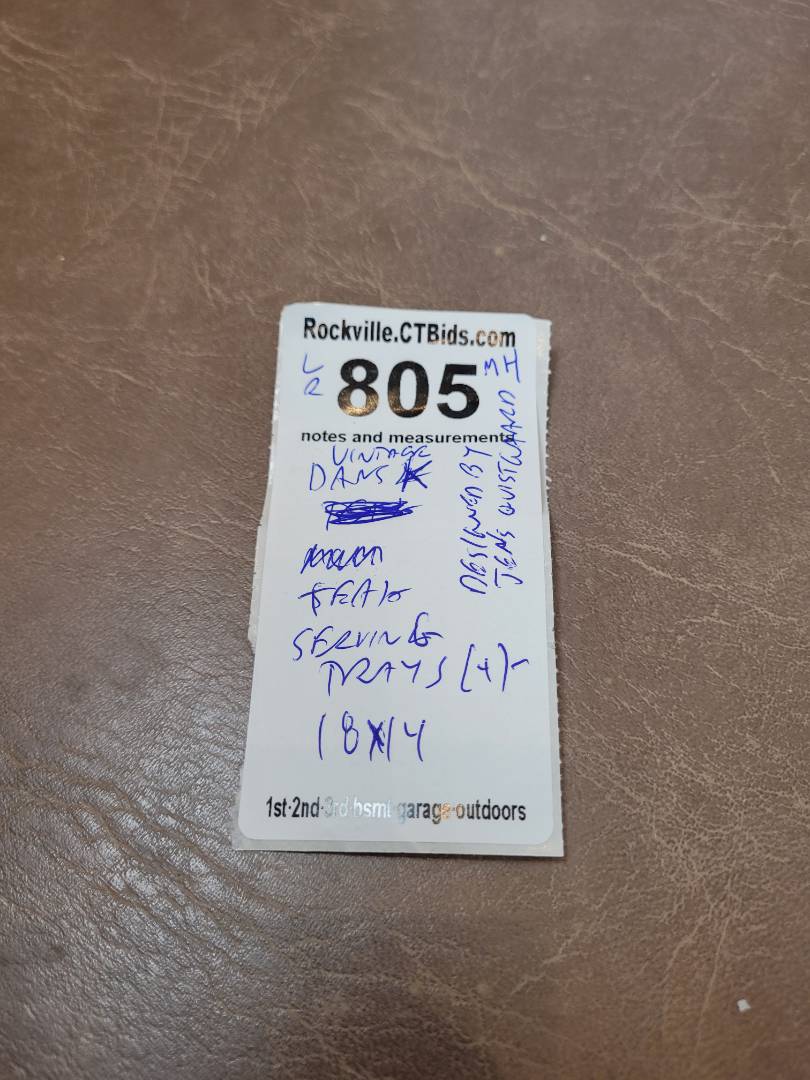 Rockville.CTBids.com
L
R
805
MH
notes and measurements
VINTAGE
DANSK
TEAK
SERVING
TRAYS (4)-
18X14
DESIGNED BY
JENS QUISTGAARD
1st-2nd-3rd-bsmt-garage-outdoors